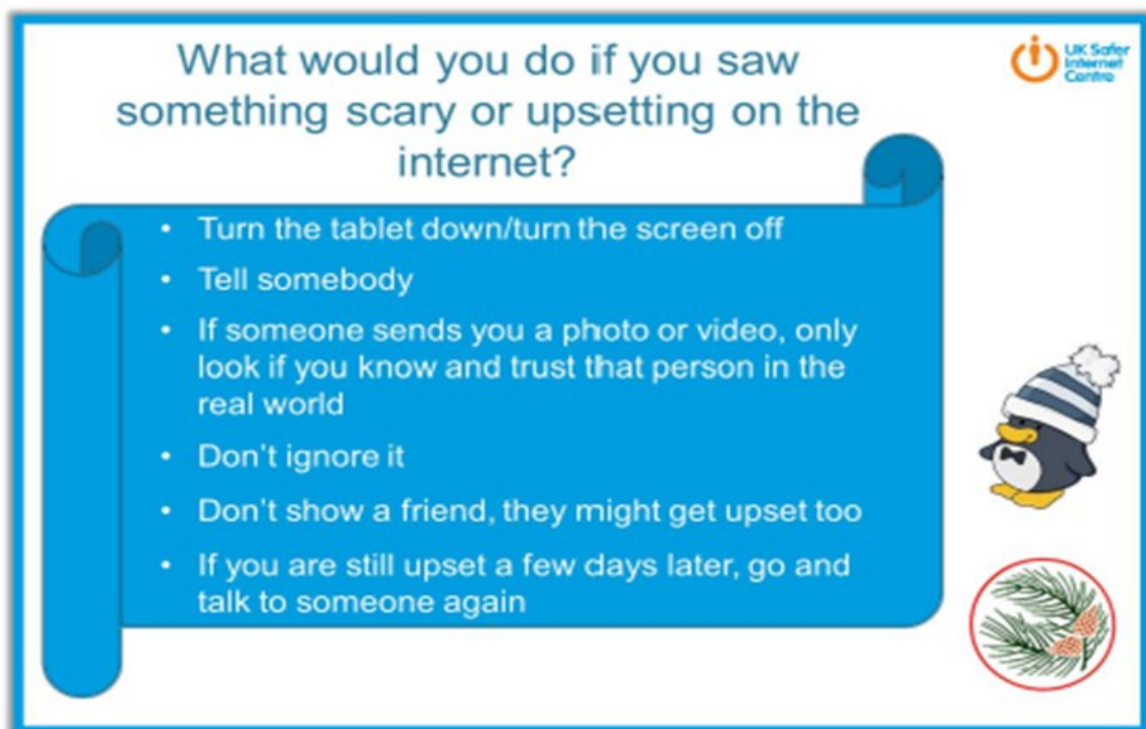 What would you do if you saw
something scary or upsetting on the
internet?
UK Safer
Internet
Centre
• Turn the tablet down/turn the screen off
• Tell somebody
• If someone sends you a photo or video, only
look if you know and trust that person in the
real world
• Don't ignore it
• Don't show a friend, they might get upset too
• If you are still upset a few days later, go and
talk to someone again